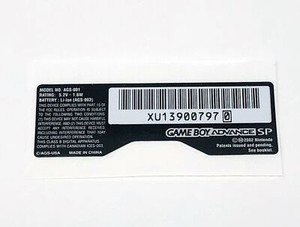 MODEL NO. AGS-001
RATING: 5.2V⎓1.6W
BATTERY: Li-ion (AGS-003)
THIS DEVICE COMPLIES WITH PART 15 OF
THE FCC RULES. OPERATION IS SUBJECT
TO THE FOLLOWING TWO CONDITIONS
(1) THIS DEVICE MAY NOT CAUSE
HARMFUL INTERFERENCE, AND
(2) THIS DEVICE MUST
ACCEPT ANY INTERFERENCE
RECEIVED, INCLUDING
INTERFERENCE THAT MAY CAUSE
UNDESIRED OPERATION.
THIS CLASS B DIGITAL APPARATUS
COMPLIES WITH CANADIAN ICES-003.
C/AGS-USA MADE IN CHINA
XU13900797 0
GAME BOY ADVANCE SP
©2002 Nintendo
Patents issued and pending.
See booklet.